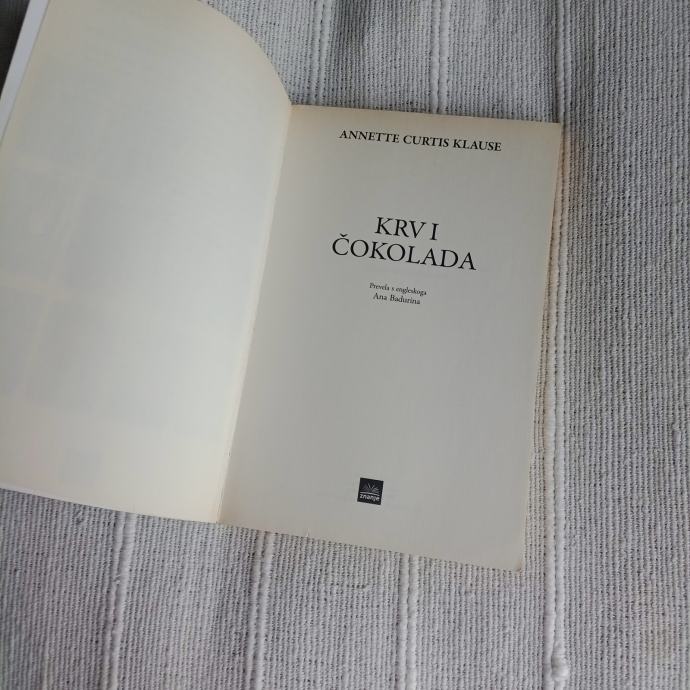 ANNETTE CURTIS KLAUSE
KRV I
ČOKOLADA
Prevela s engleskoga
Ana Badurina
znanje